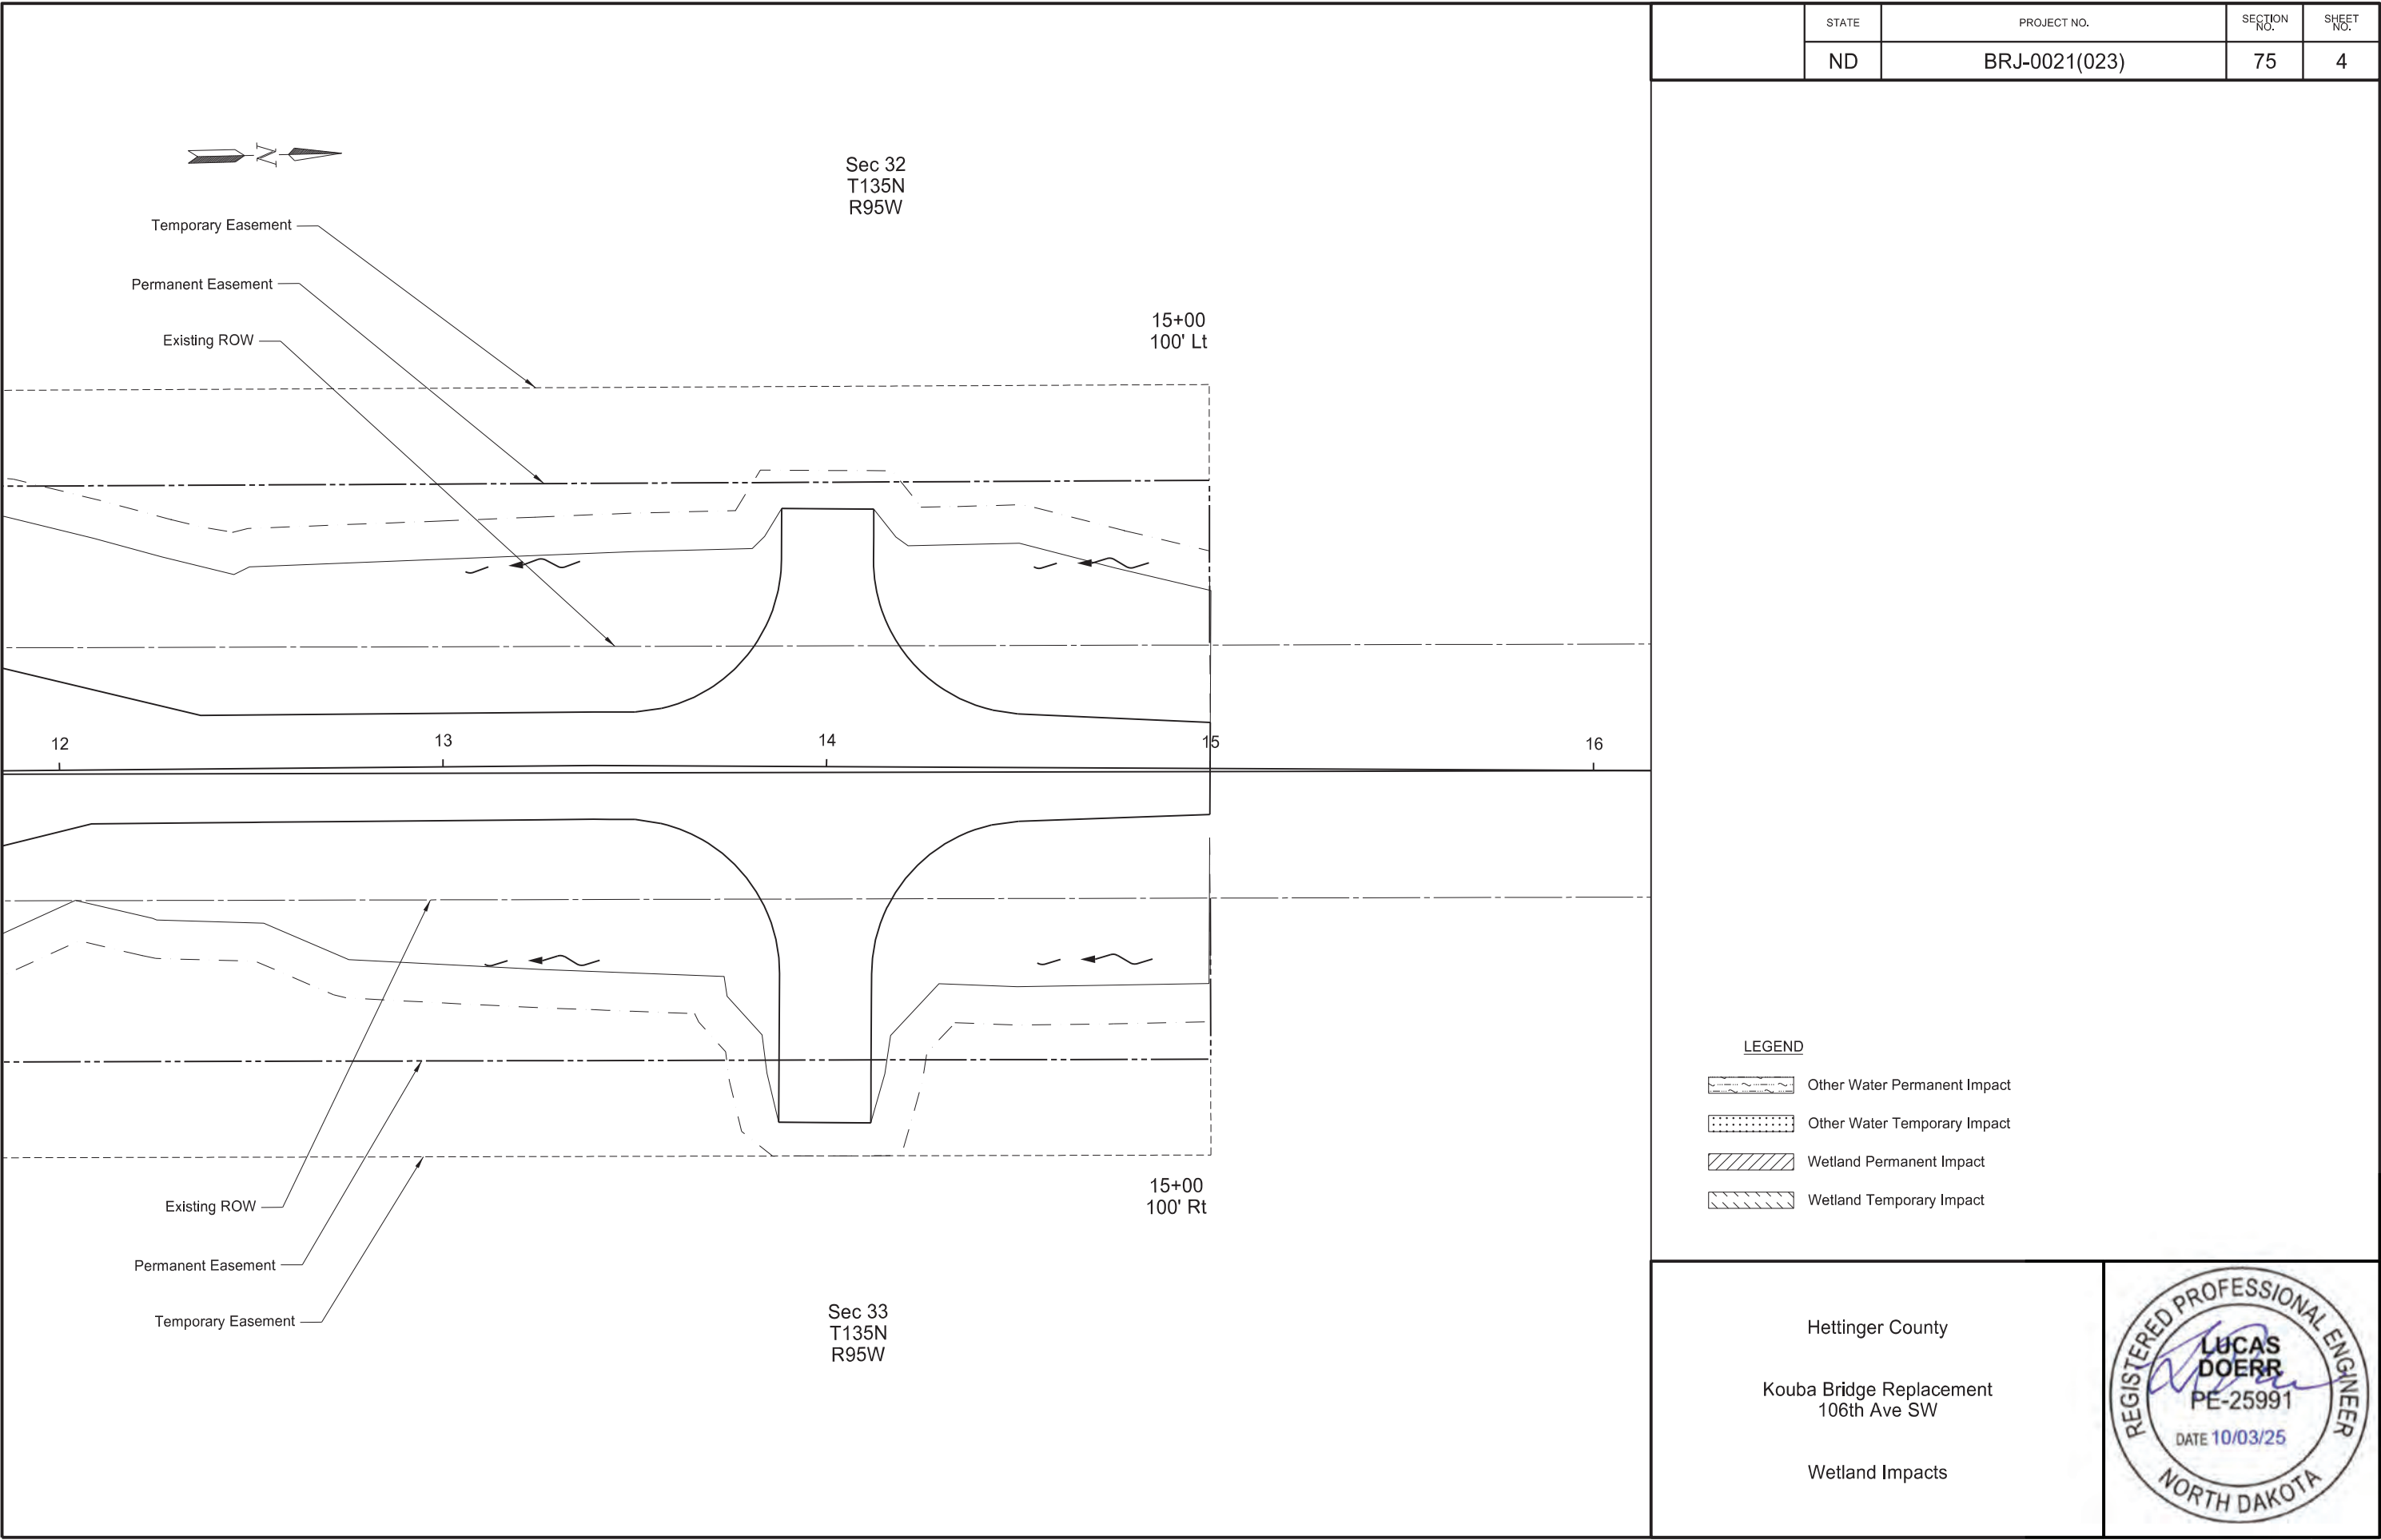 STATE
PROJECT NO.
SECTION
NO.
SHEET
NO.
ND
BRJ-0021(023)
75
4
N
Sec 32
T135N
R95W
Temporary Easement
Permanent Easement
Existing ROW
15+00
100' Lt
12
13
14
15
16
Existing ROW
Permanent Easement
Temporary Easement
15+00
100' Rt
Sec 33
T135N
R95W
LEGEND
Other Water Permanent Impact
Other Water Temporary Impact
Wetland Permanent Impact
Wetland Temporary Impact
Hettinger County
Kouba Bridge Replacement
106th Ave SW
Wetland Impacts
REGISTERED PROFESSIONAL ENGINEER
LUCAS
DOERR
PE-25991
DATE 10/03/25
NORTH DAKOTA